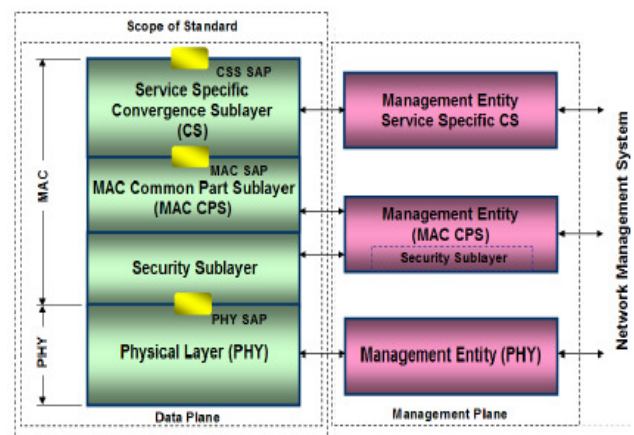 Scope of Standard
CSS SAP
Service Specific
Convergence Sublayer
(CS)
MAC SAP
MAC Common Part Sublayer
(MAC CPS)
Security Sublayer
PHY SAP
Physical Layer (PHY)
Data Plane
MAC
PHY
Management Entity
Service Specific CS
Management Entity
(MAC CPS)
Security Sublayer
Management Entity (PHY)
Management Plane
Network Management System